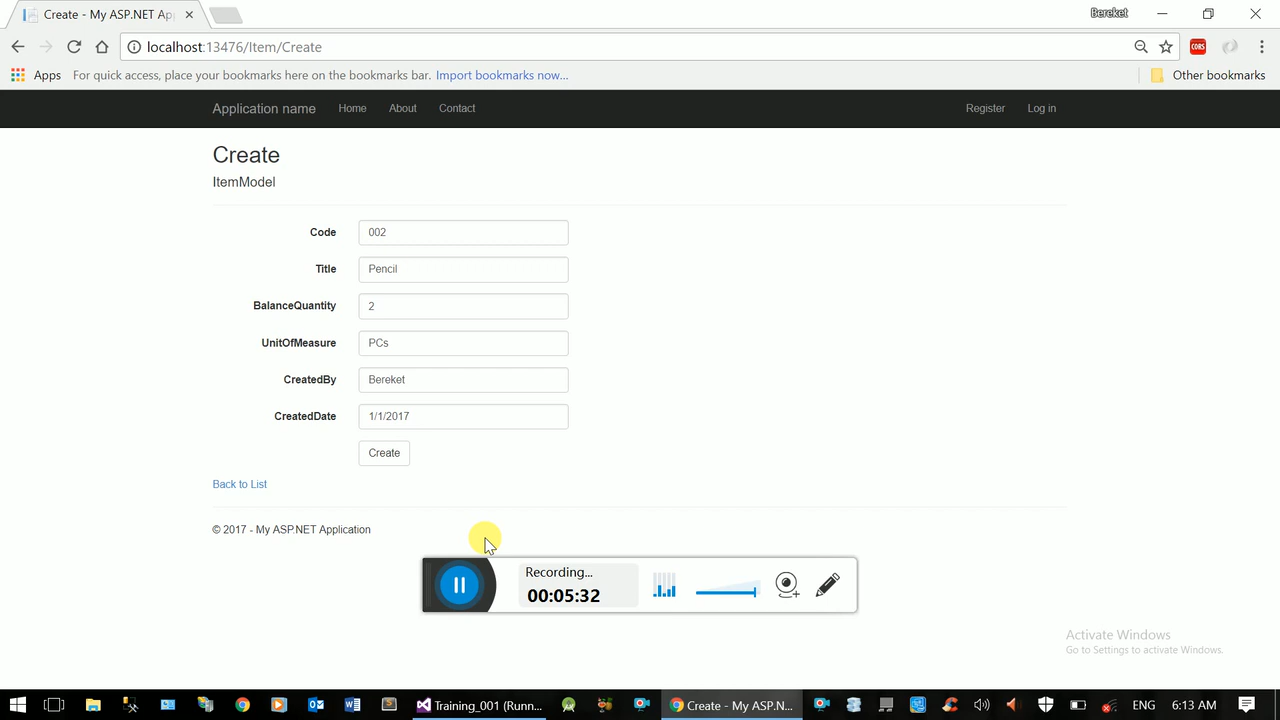 Create - My ASP.NET Ap
Bereket
localhost:13476/Item/Create
CORS
Apps For quick access, place your bookmarks here on the bookmarks bar. Import bookmarks now... Other bookmarks
Application name Home About Contact Register Log in
Create
ItemModel
Code 002
Title Pencil
BalanceQuantity 2
UnitOfMeasure PCs
CreatedBy Bereket
CreatedDate 1/1/2017
Create
Back to List
© 2017 - My ASP.NET Application
Recording...
00:05:32
Activate Windows
Go to Settings to activate Windows.
Training_001 (Runn... Create - My ASP.N... ENG 6:13 AM